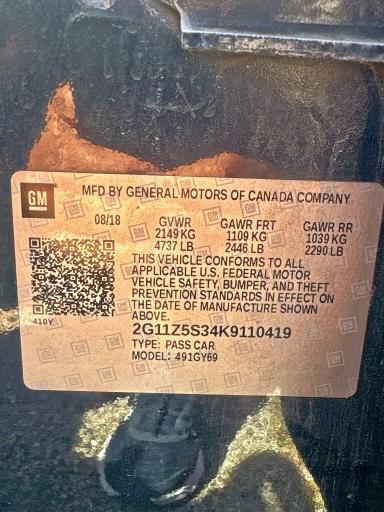 GM
MFD BY GENERAL MOTORS OF CANADA COMPANY
08/18 GVWR GAWR FRT GAWR RR
2149 KG 1109 KG 1039 KG
4737 LB 2446 LB 2290 LB
THIS VEHICLE CONFORMS TO ALL
APPLICABLE U.S. FEDERAL MOTOR
VEHICLE SAFETY, BUMPER, AND THEFT
PREVENTION STANDARDS IN EFFECT ON
THE DATE OF MANUFACTURE SHOWN
ABOVE.
410Y
2G11Z5S34K9110419
TYPE: PASS CAR
MODEL: 491GY69